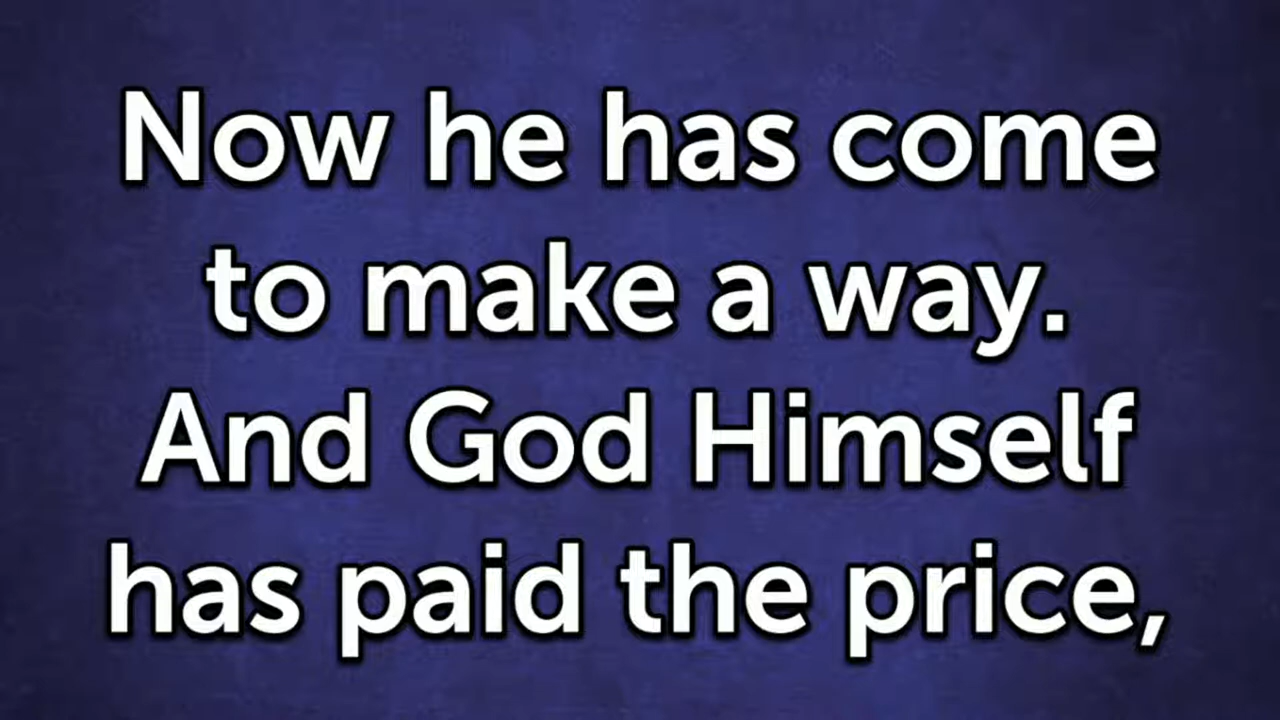 Now he has come
to make a way.
And God Himself
has paid the price,